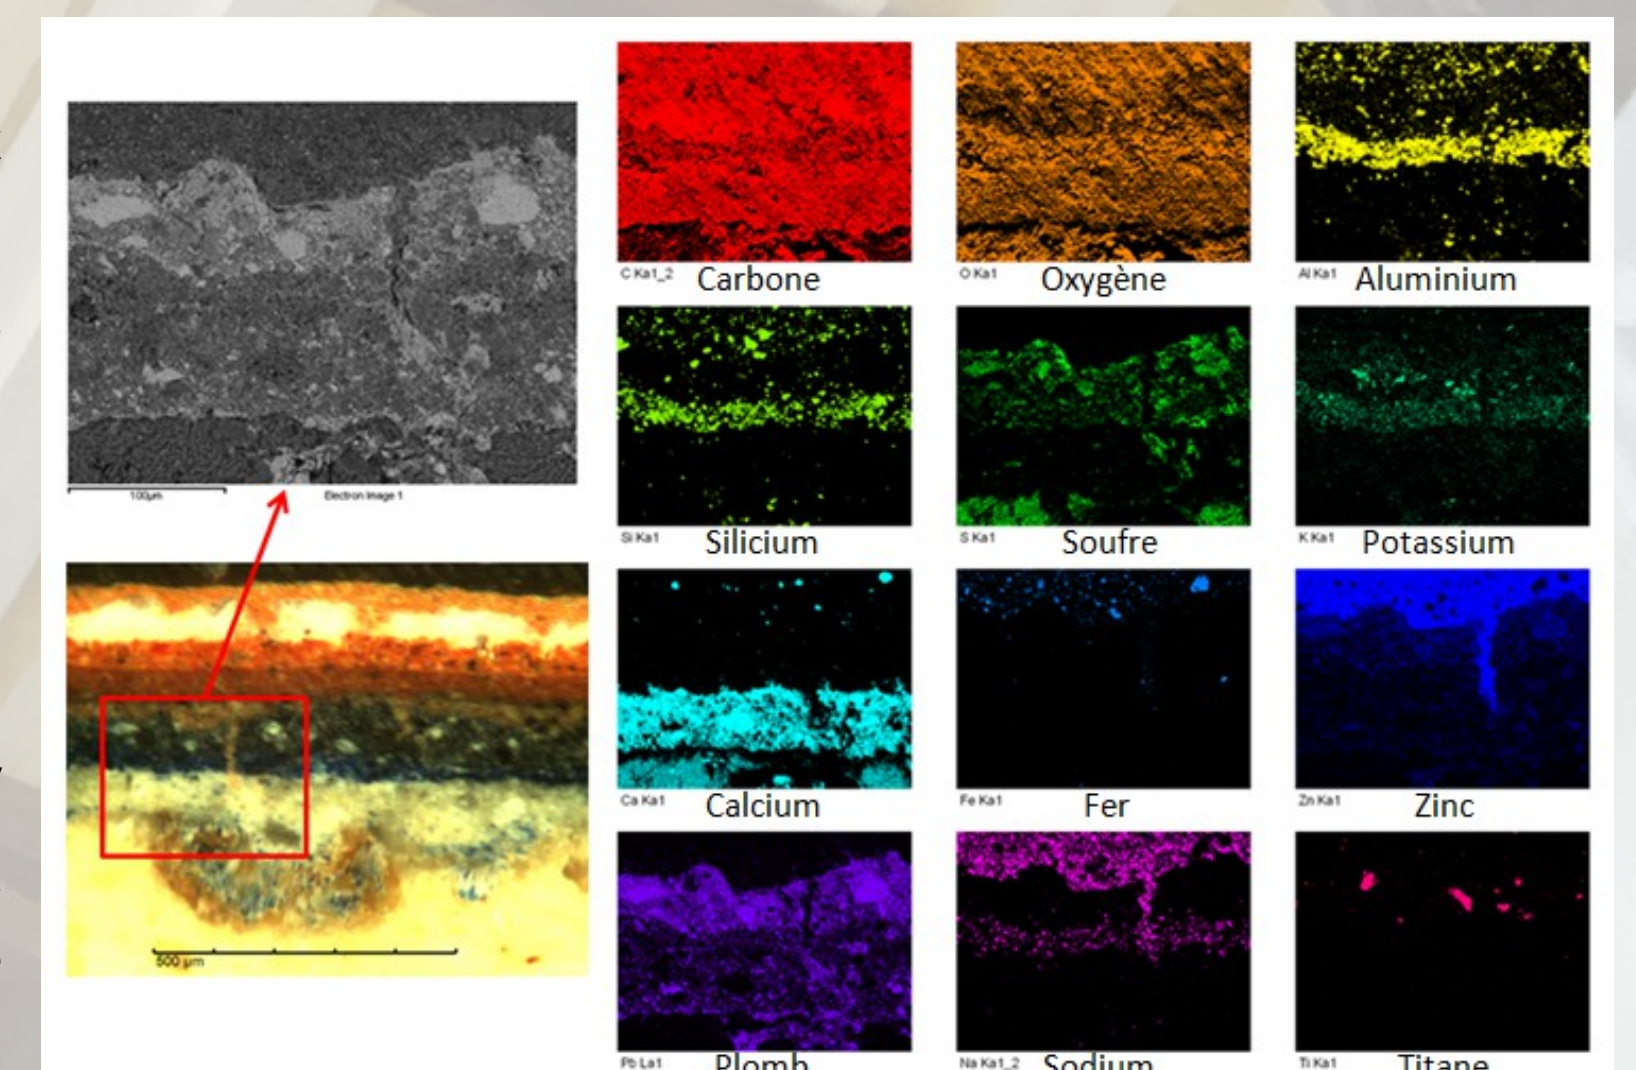 C Ka1_2 Carbone
O Ka1 Oxygène
Al Ka1 Aluminium
Si Ka1 Silicium
S Ka1 Soufre
K Ka1 Potassium
100µm Electron Image 1
Ca Ka1 Calcium
Fe Ka1 Fer
Zn Ka1 Zinc
500 µm
Pb La1 Plomb
Na Ka1_2 Sodium
Ti Ka1 Titane